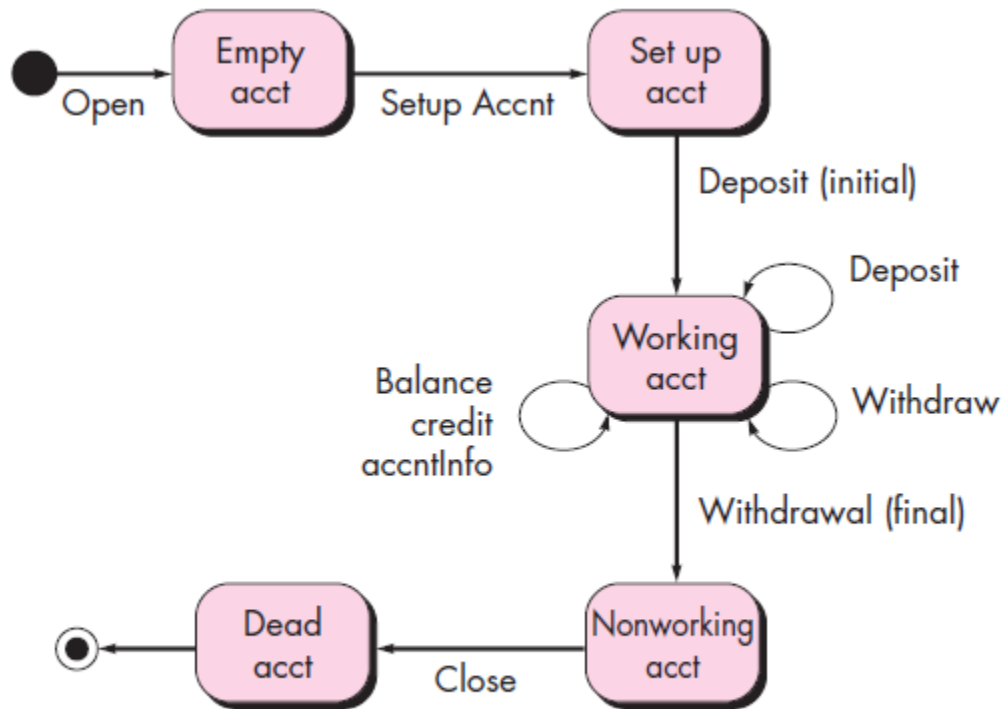 Empty
acct
Set up
acct
Open
Setup Accnt
Deposit (initial)
Deposit
Working
acct
Balance
credit
accntInfo
Withdraw
Withdrawal (final)
Dead
acct
Nonworking
acct
Close